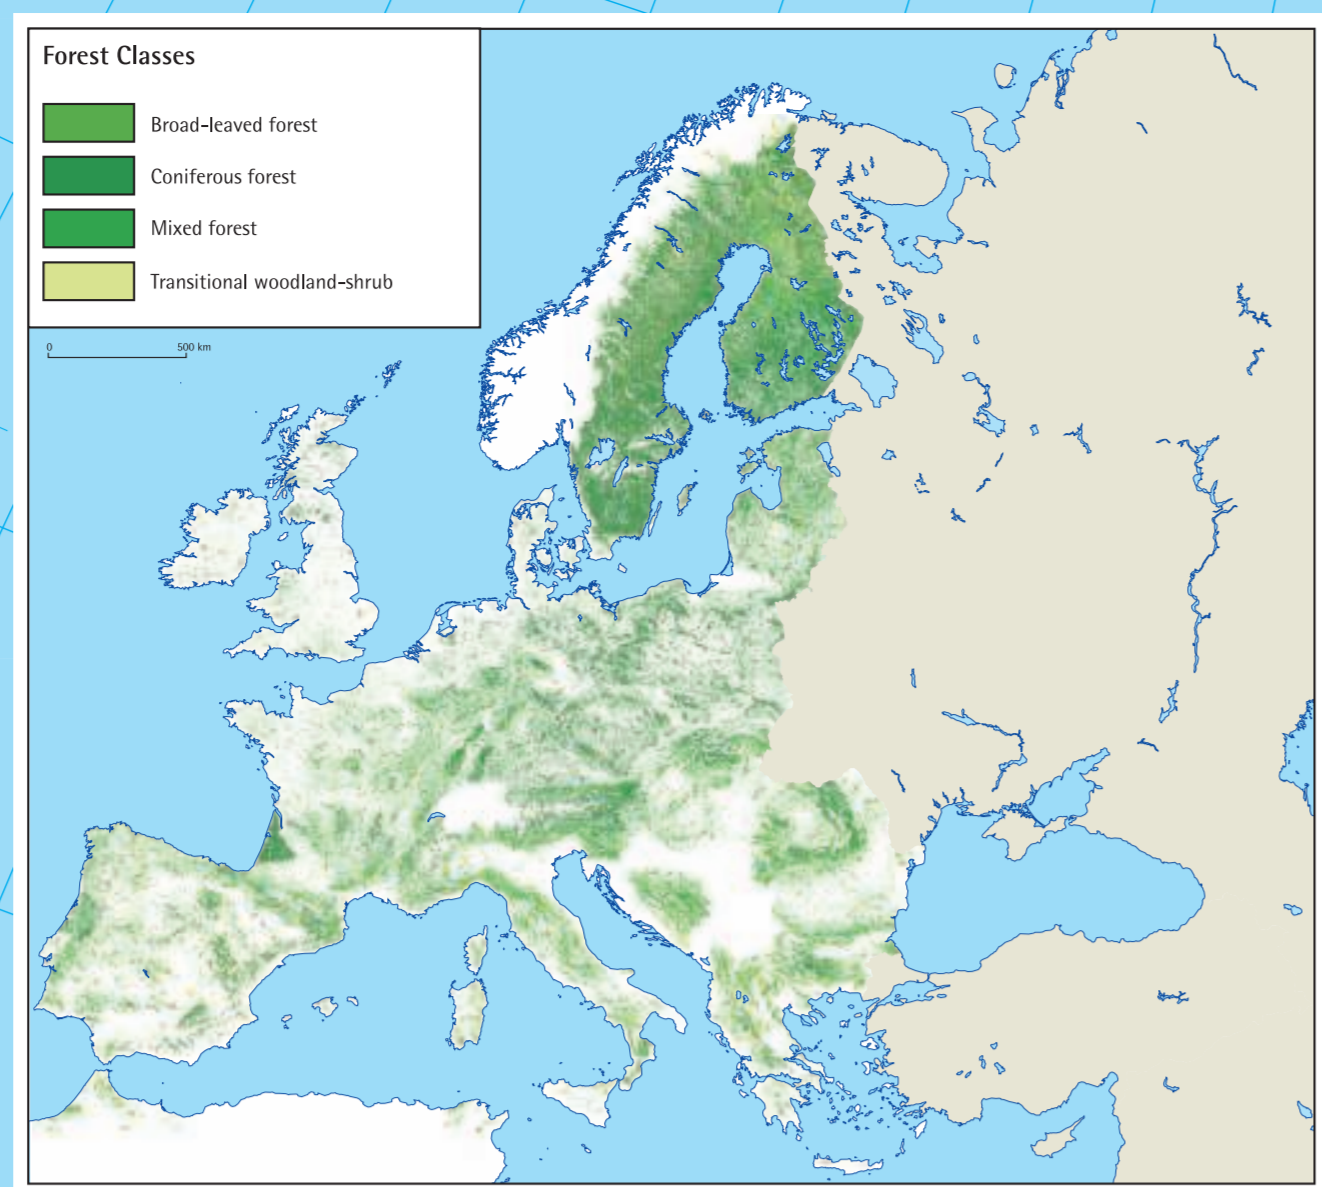 Forest Classes
Broad-leaved forest
Coniferous forest
Mixed forest
Transitional woodland-shrub
0 500 km